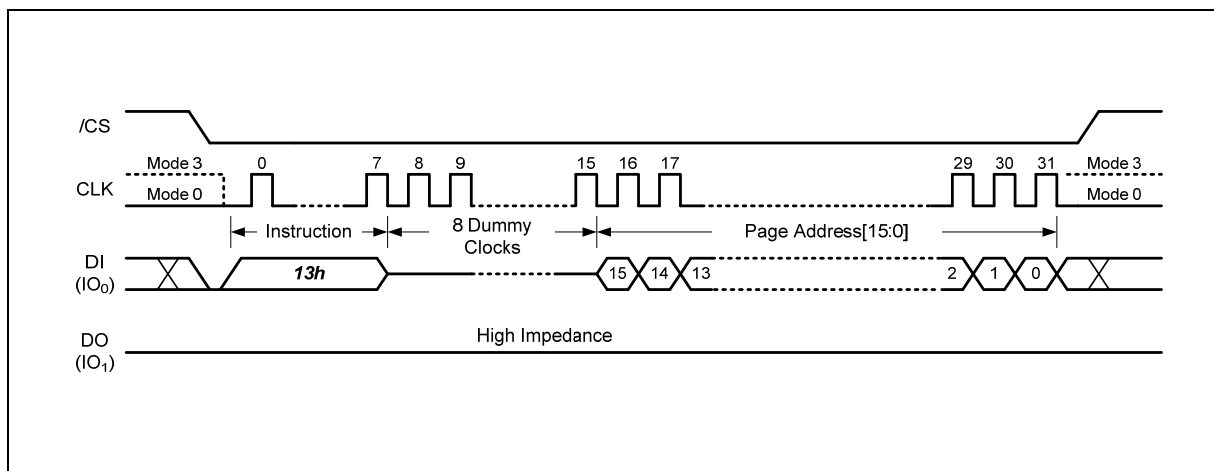 /CS
Mode 3 0 7 8 9 15 16 17 29 30 31 Mode 3
CLK
Mode 0 Mode 0
Instruction 8 Dummy Clocks Page Address[15:0]
DI (IO0) 13h 15 14 13 2 1 0
High Impedance
DO (IO1)